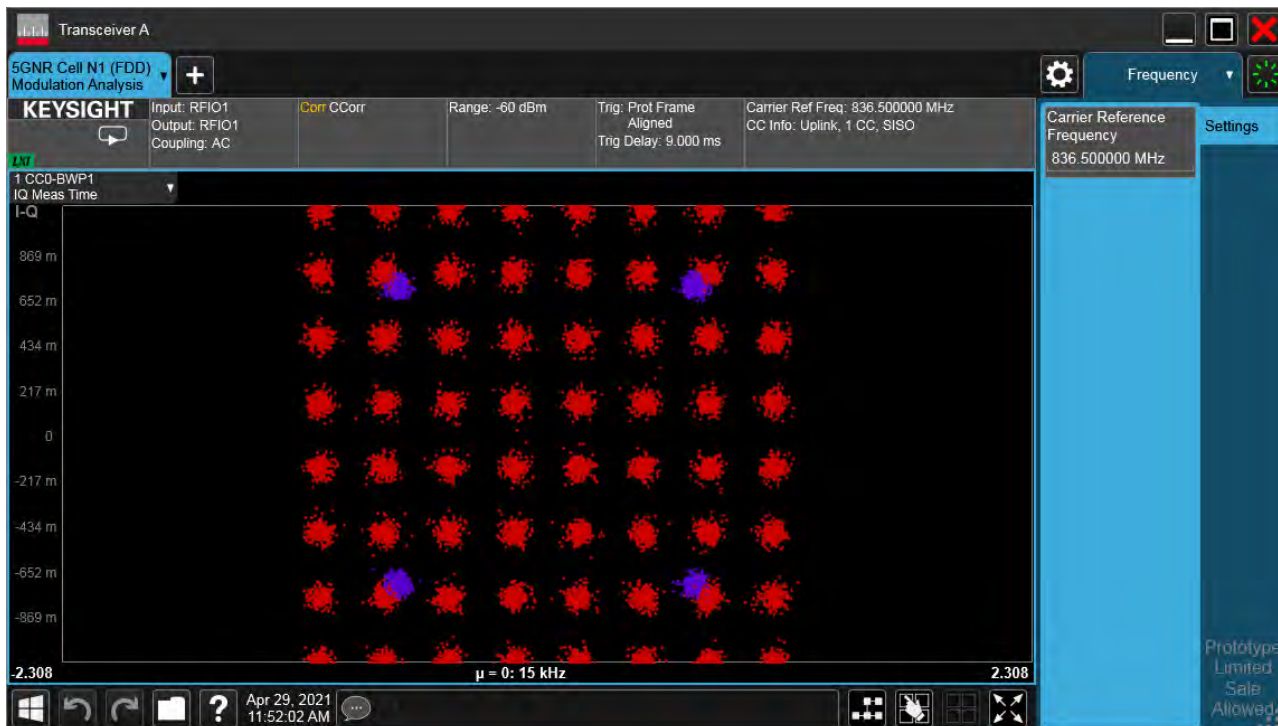 Transceiver A
5GNR Cell N1 (FDD)
Modulation Analysis
+
Frequency
KEYSIGHT
LXI
Input: RFIO1
Output: RFIO1
Coupling: AC
Corr CCorr
Range: -60 dBm
Trig: Prot Frame
Aligned
Trig Delay: 9.000 ms
Carrier Ref Freq: 836.500000 MHz
CC Info: Uplink, 1 CC, SISO
Carrier Reference
Frequency
836.500000 MHz
Settings
1 CC0-BWP1
IQ Meas Time
I-Q
869 m
652 m
434 m
217 m
0
-217 m
-434 m
-652 m
-869 m
-2.308
µ = 0: 15 kHz
2.308
Prototype
Limited
Sale
Allowed
?
Apr 29, 2021
11:52:02 AM